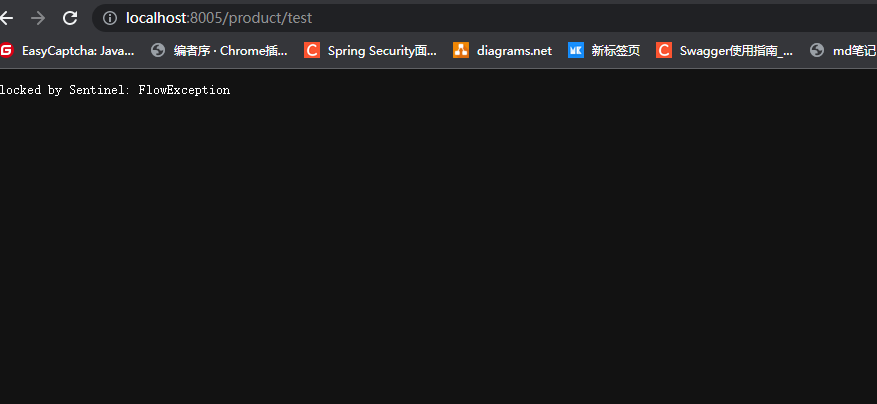 localhost:8005/product/test
G EasyCaptcha: Java... 编者序 · Chrome插... C Spring Security面... diagrams.net MK 新标签页 C Swagger使用指南_... md笔记
locked by Sentinel: FlowException